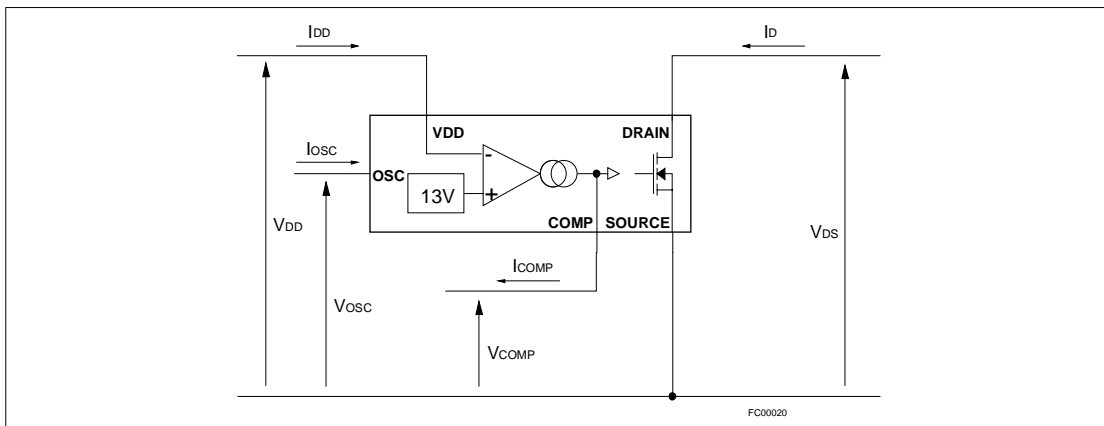 IDD
ID
VDD
DRAIN
IOSC
OSC
-
13V
+
COMP
SOURCE
VDD
VDS
ICOMP
VOSC
VCOMP
FC00020